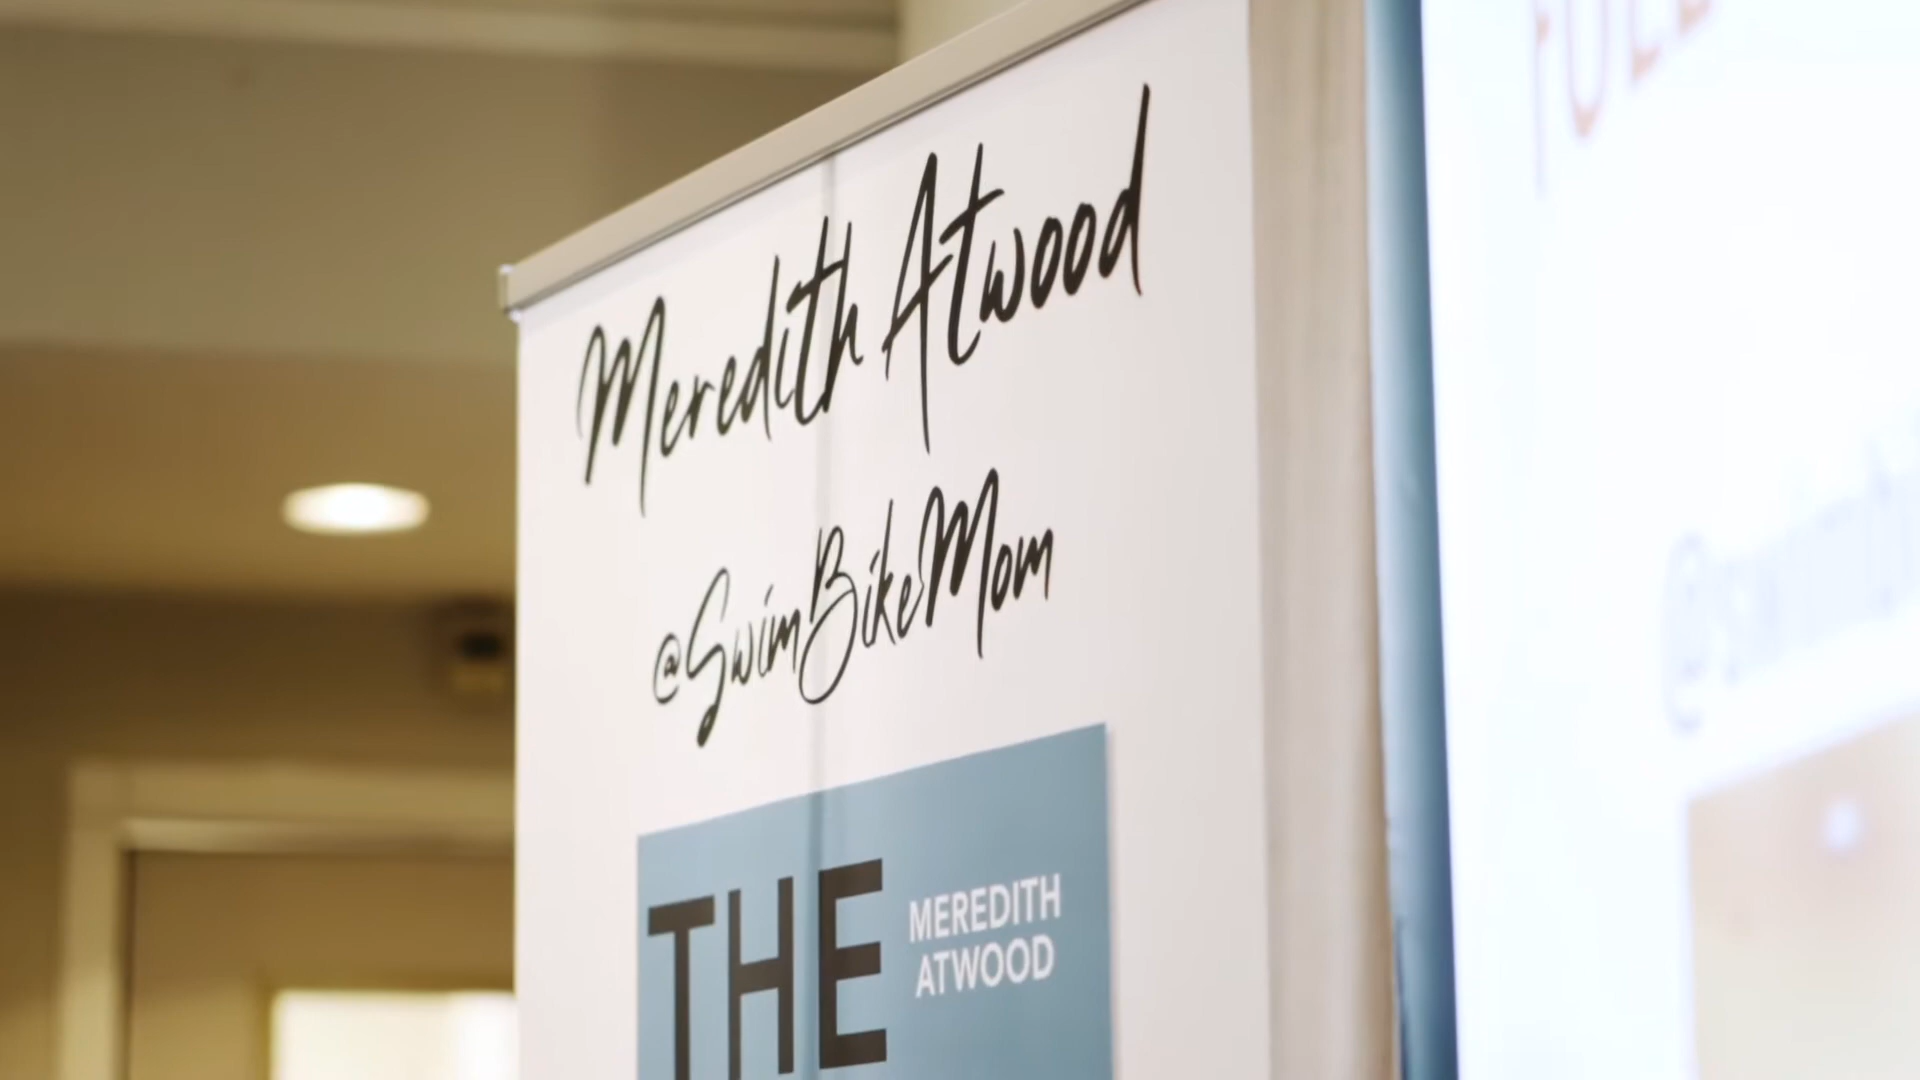 Meredith Atwood
@SwimBikeMom
THE
MEREDITH
ATWOOD